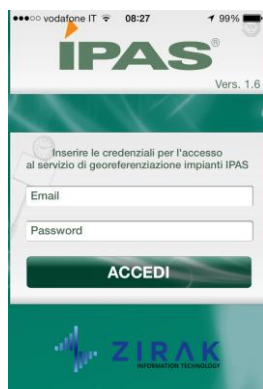 vodafone IT 08:27 99%
IPAS®
Vers. 1.6
Inserire le credenziali per l'accesso
al servizio di georeferenziazione impianti IPAS
Email
Password
ACCEDI
ZIRAK
INFORMATION TECHNOLOGY